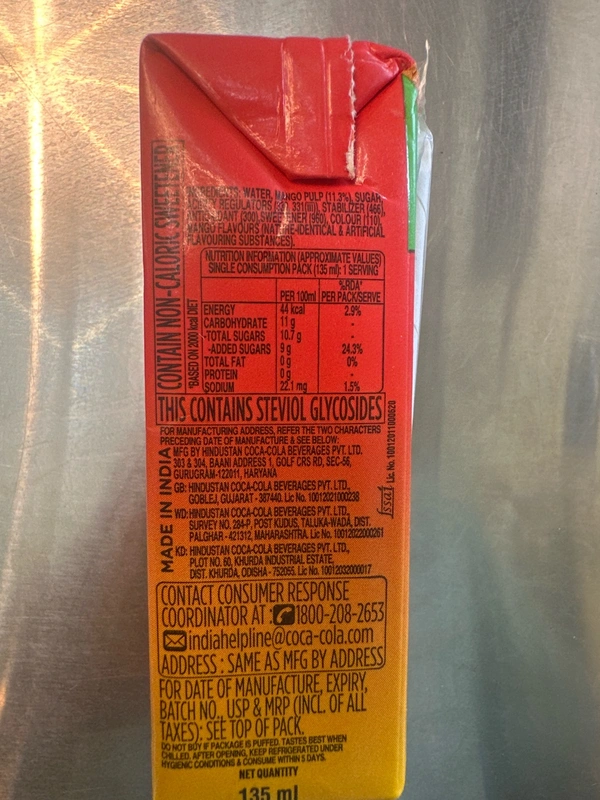 CONTAIN NON-CALORIC SWEETENER
INGREDIENTS: WATER, MANGO PULP (11.3%), SUGAR,
ACIDITY REGULATORS 331(iii)), STABILIZER (466),
ANTIOXIDANT (300), SWEETENER (960), COLOUR (110),
MANGO FLAVOURS (NATURE-IDENTICAL & ARTIFICIAL
FLAVOURING SUBSTANCES).
NUTRITION INFORMATION (APPROXIMATE VALUES)
SINGLE CONSUMPTION PACK (135 ml): 1 SERVING
*BASED ON 2000 kcal DIET
%RDA*
PER 100ml PER PACK/SERVE
ENERGY 44 kcal 2.9%
CARBOHYDRATE 11 g -
-TOTAL SUGARS 10.7 g -
-ADDED SUGARS 9 g 24.3%
TOTAL FAT 0 g 0%
PROTEIN 0 g -
SODIUM 22.1 mg 1.5%
THIS CONTAINS STEVIOL GLYCOSIDES
MADE IN INDIA
FOR MANUFACTURING ADDRESS, REFER THE TWO CHARACTERS
PRECEDING DATE OF MANUFACTURE & SEE BELOW:
MFG BY HINDUSTAN COCA-COLA BEVERAGES PVT. LTD.
303 & 304, BAANI ADDRESS 1, GOLF CRS RD, SEC-56,
GURUGRAM-122011, HARYANA
GB: HINDUSTAN COCA-COLA BEVERAGES PVT. LTD.,
GOBLEJ, GUJARAT - 387440. Lic No. 10012021000238
WD: HINDUSTAN COCA-COLA BEVERAGES PVT. LTD.,
SURVEY NO. 284-P, POST KUDUS, TALUKA-WADA, DIST.
PALGHAR - 421312, MAHARASHTRA. Lic No. 10012022000261
KD: HINDUSTAN COCA-COLA BEVERAGES PVT. LTD.,
PLOT NO. 60, KHURDA INDUSTRIAL ESTATE,
DIST. KHURDA, ODISHA - 752055. Lic No. 10012032000017
fssai Lic No. 10012011000620
CONTACT CONSUMER RESPONSE
COORDINATOR AT : 1800-208-2653
indiahelpline@coca-cola.com
ADDRESS : SAME AS MFG BY ADDRESS
FOR DATE OF MANUFACTURE, EXPIRY,
BATCH NO., USP & MRP (INCL. OF ALL
TAXES): SEE TOP OF PACK.
DO NOT BUY IF PACKAGE IS PUFFED. TASTES BEST WHEN
CHILLED. AFTER OPENING, KEEP REFRIGERATED UNDER
HYGIENIC CONDITIONS & CONSUME WITHIN 5 DAYS.
NET QUANTITY
135 ml